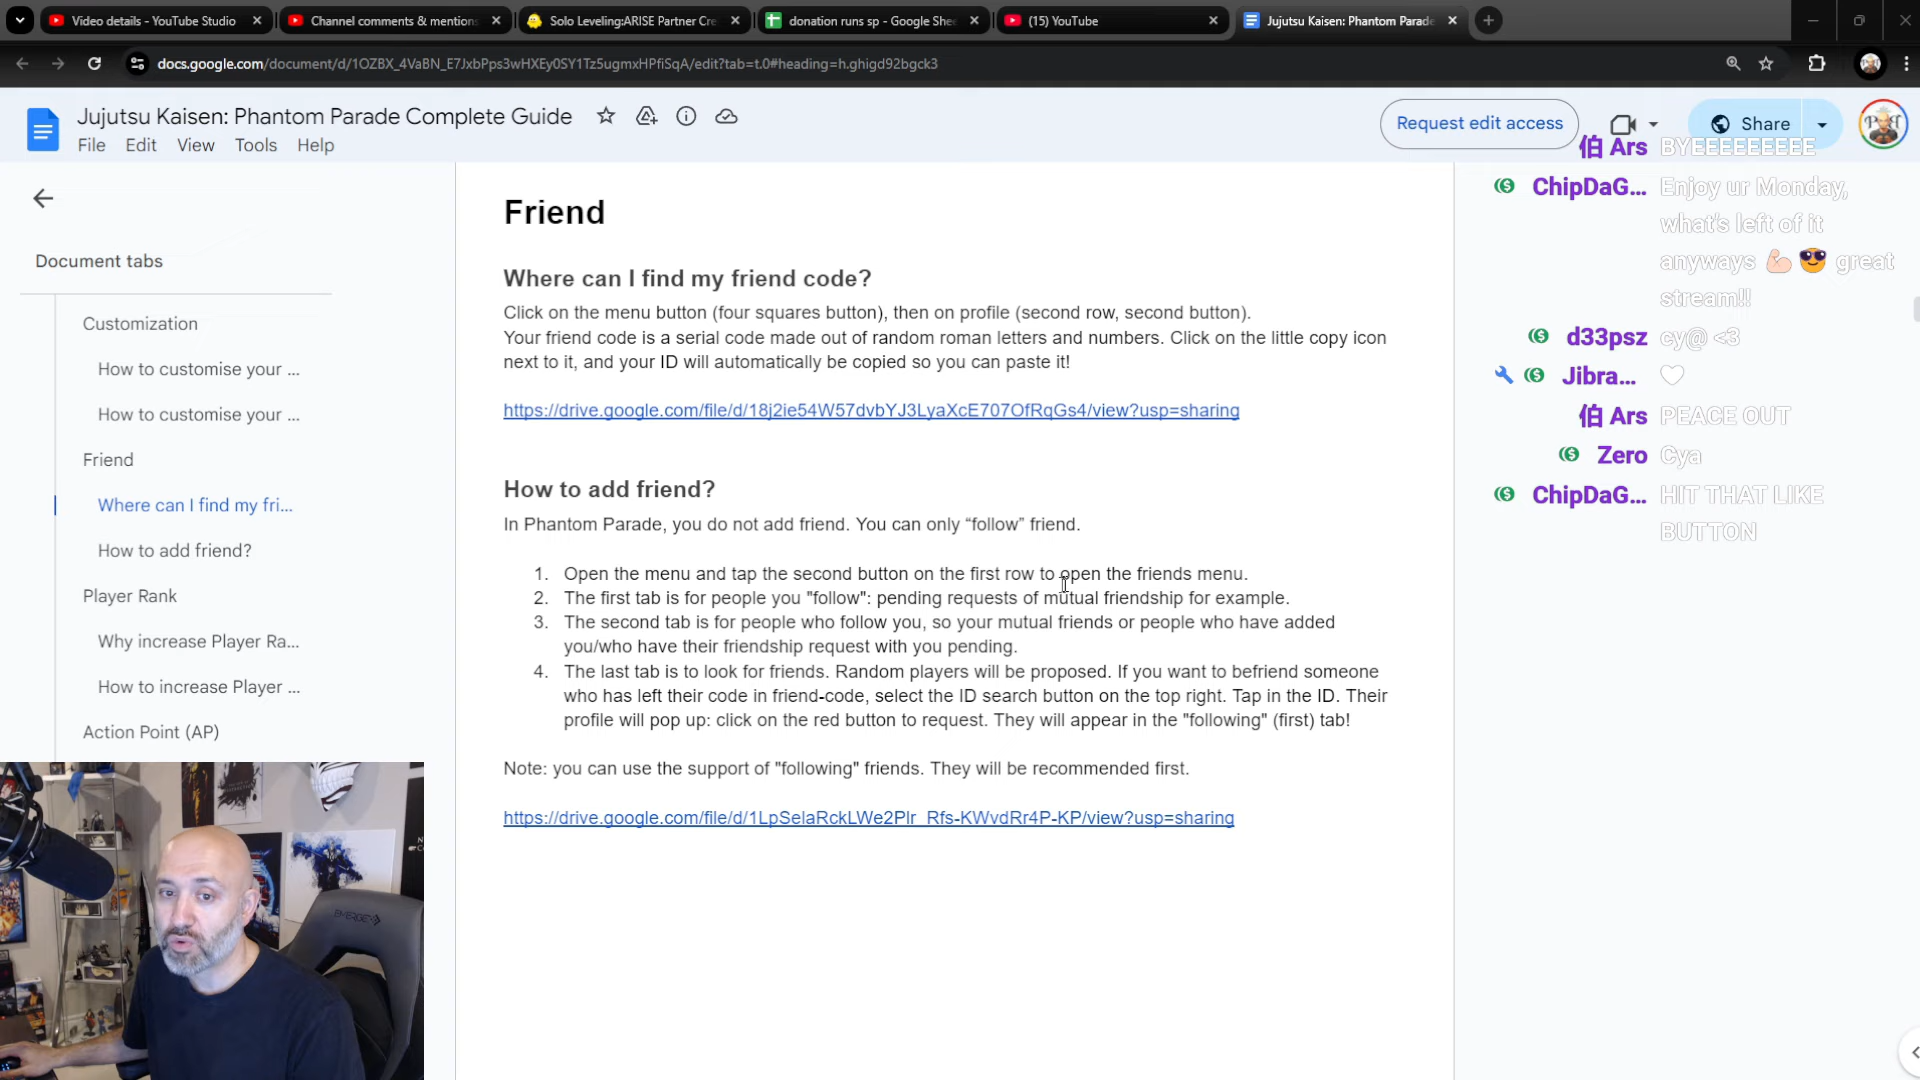 Video details - YouTube Studio
Channel comments & mentions
Solo Leveling:ARISE Partner Cre
donation runs sp - Google She
(15) YouTube
Jujutsu Kaisen: Phantom Parade
docs.google.com/document/d/1OZBX_4VaBN_E7JxbPps3wHXEy0SY1Tz5ugmxHPfiSqA/edit?tab=t.0#heading=h.ghigd92bgck3
Jujutsu Kaisen: Phantom Parade Complete Guide
File Edit View Tools Help
Request edit access
Share
Document tabs
Customization
How to customise your ...
How to customise your ...
Friend
Where can I find my fri...
How to add friend?
Player Rank
Why increase Player Ra...
How to increase Player ...
Action Point (AP)
Friend
Where can I find my friend code?
Click on the menu button (four squares button), then on profile (second row, second button).
Your friend code is a serial code made out of random roman letters and numbers. Click on the little copy icon
next to it, and your ID will automatically be copied so you can paste it!
https://drive.google.com/file/d/18j2ie54W57dvbYJ3LyaXcE707OfRqGs4/view?usp=sharing
How to add friend?
In Phantom Parade, you do not add friend. You can only “follow” friend.
1. Open the menu and tap the second button on the first row to open the friends menu.
2. The first tab is for people you "follow": pending requests of mutual friendship for example.
3. The second tab is for people who follow you, so your mutual friends or people who have added
you/who have their friendship request with you pending.
4. The last tab is to look for friends. Random players will be proposed. If you want to befriend someone
who has left their code in friend-code, select the ID search button on the top right. Tap in the ID. Their
profile will pop up: click on the red button to request. They will appear in the "following" (first) tab!
Note: you can use the support of "following" friends. They will be recommended first.
https://drive.google.com/file/d/1LpSelaRckLWe2Plr_Rfs-KWvdRr4P-KP/view?usp=sharing
伯 Ars BYEEEEEEEEE
ChipDaG... Enjoy ur Monday,
what's left of it
anyways 💪🏻 😎 great
stream!!
d33psz cy@ <3
Jibra... ♡
伯 Ars PEACE OUT
Zero Cya
ChipDaG... HIT THAT LIKE
BUTTON